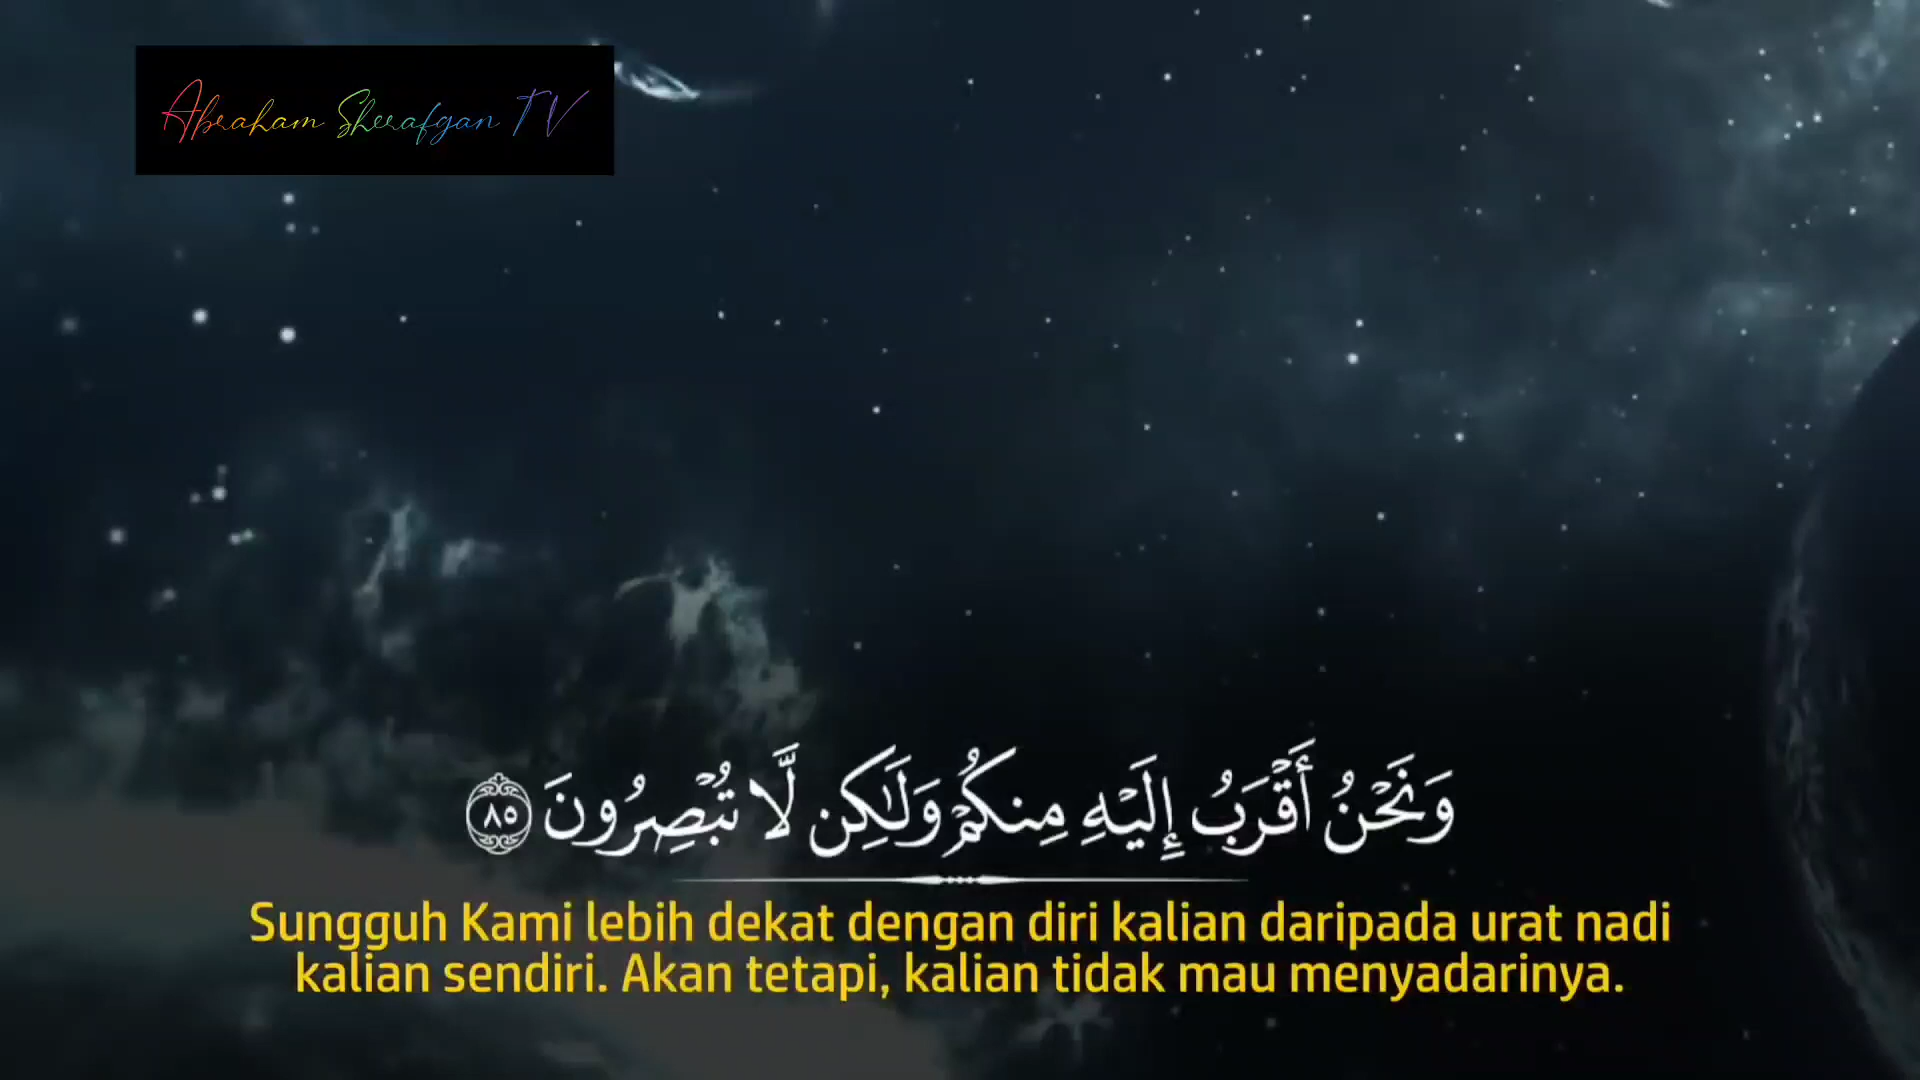 Abraham Sherafgan TV
وَنَحْنُ أَقْرَبُ إِلَيْهِ مِنكُمْ وَلَٰكِن لَّا تُبْصِرُونَ ٨٥
Sungguh Kami lebih dekat dengan diri kalian daripada urat nadi
kalian sendiri. Akan tetapi, kalian tidak mau menyadarinya.